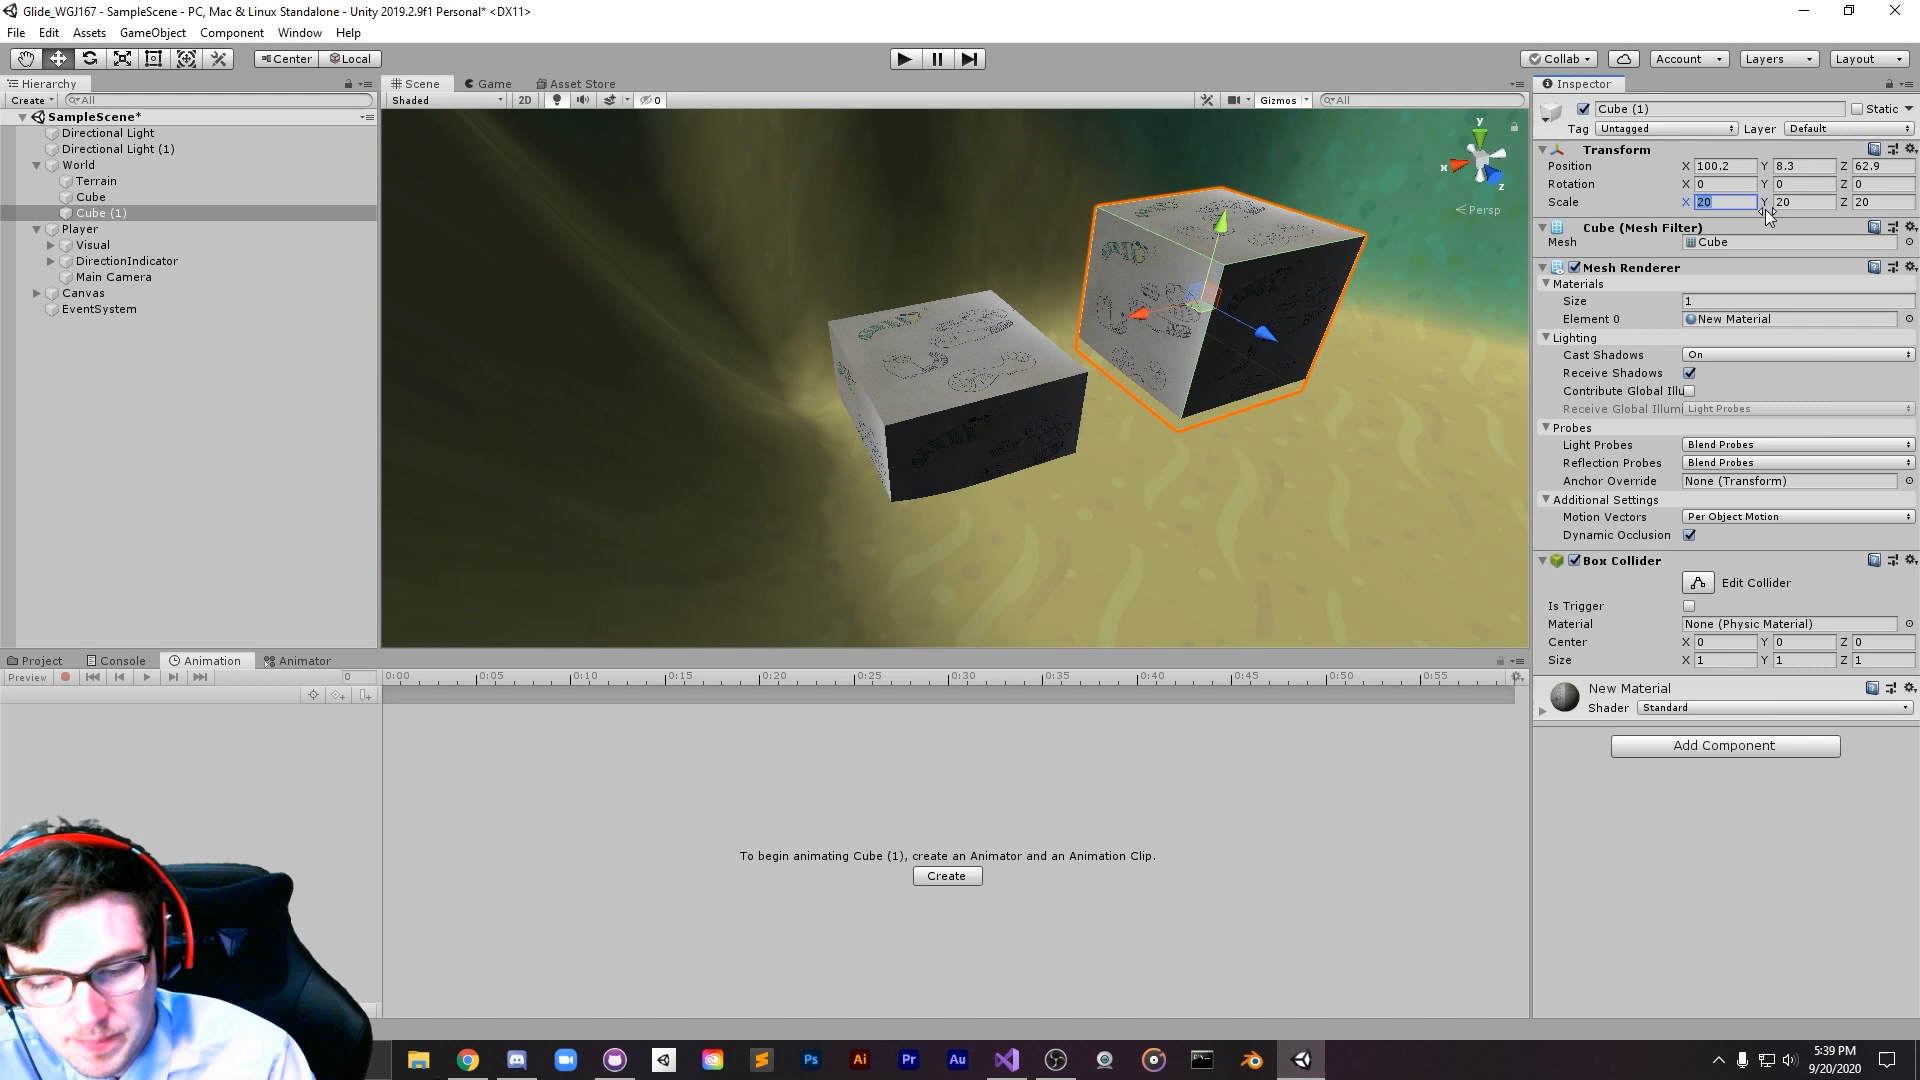 Glide_WGJ167 - SampleScene - PC, Mac & Linux Standalone - Unity 2019.2.9f1 Personal* <DX11>
File Edit Assets GameObject Component Window Help
Center Local Collab Account Layers Layout
Hierarchy Scene Game Asset Store Inspector
Create All Shaded 2D 0 Gizmos All
Cube (1) Static
SampleScene*
Tag Untagged Layer Default
Directional Light
Directional Light (1)
World
Terrain
Cube
Cube (1)
Player
Visual
DirectionIndicator
Main Camera
Canvas
EventSystem
y
x
z
Persp
Transform
Position X 100.2 Y 8.3 Z 62.9
Rotation X 0 Y 0 Z 0
Scale X 20 Y 20 Z 20
Cube (Mesh Filter)
Mesh Cube
Mesh Renderer
Materials
Size 1
Element 0 New Material
Lighting
Cast Shadows On
Receive Shadows
Contribute Global Illu
Receive Global Illumi Light Probes
Probes
Light Probes Blend Probes
Reflection Probes Blend Probes
Anchor Override None (Transform)
Additional Settings
Motion Vectors Per Object Motion
Dynamic Occlusion
Box Collider
Edit Collider
Is Trigger
Material None (Physic Material)
Center X 0 Y 0 Z 0
Size X 1 Y 1 Z 1
New Material
Shader Standard
Add Component
Project Console Animation Animator
Preview 0 0:00 0:05 0:10 0:15 0:20 0:25 0:30 0:35 0:40 0:45 0:50 0:55
To begin animating Cube (1), create an Animator and an Animation Clip.
Create
Ps Ai Pr Au
5:39 PM
9/20/2020